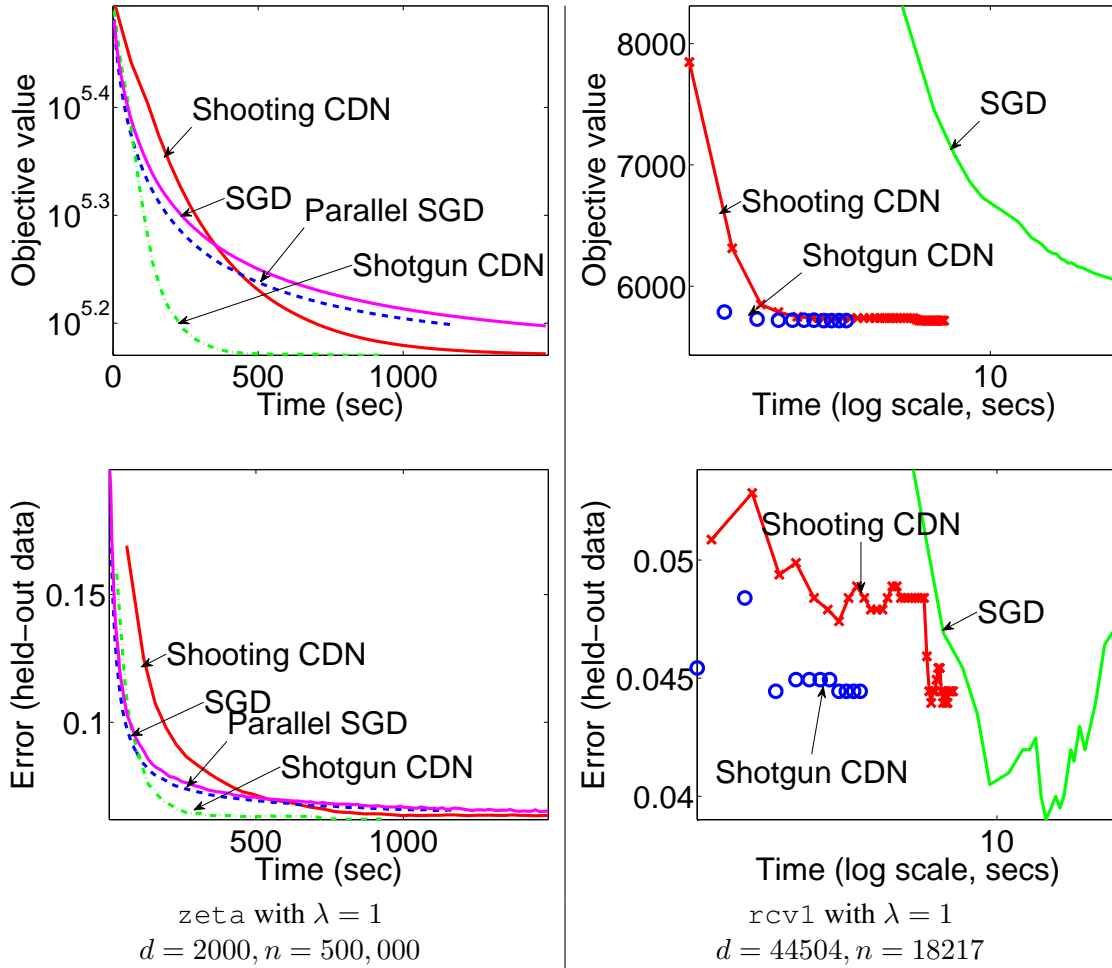 Objective value
10^5.4
10^5.3
10^5.2
Shooting CDN
SGD
Parallel SGD
Shotgun CDN
0
500
1000
Time (sec)
Objective value
8000
7000
6000
SGD
Shooting CDN
Shotgun CDN
10
Time (log scale, secs)
Error (held−out data)
0.15
0.1
Shooting CDN
SGD
Parallel SGD
Shotgun CDN
500
1000
Time (sec)
zeta with λ = 1
d = 2000, n = 500,000
Error (held−out data)
0.05
0.045
0.04
Shooting CDN
SGD
Shotgun CDN
10
Time (log scale, secs)
rcv1 with λ = 1
d = 44504, n = 18217